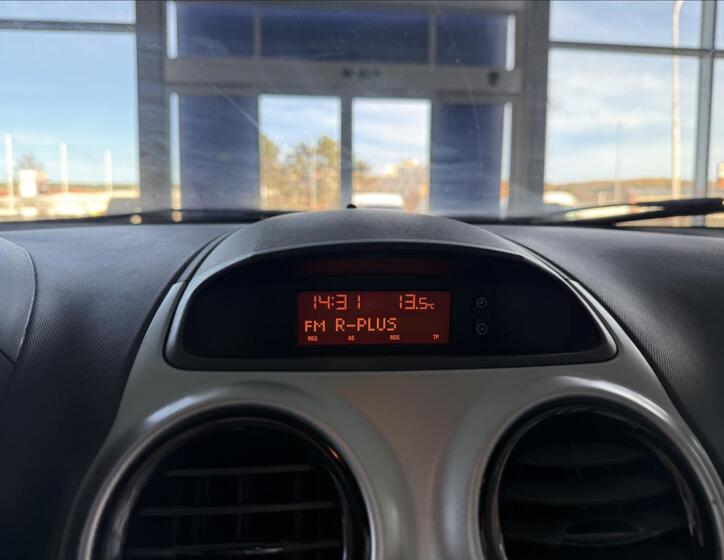 14:31 13.5°C
FM R-PLUS
REG AS RDS TP